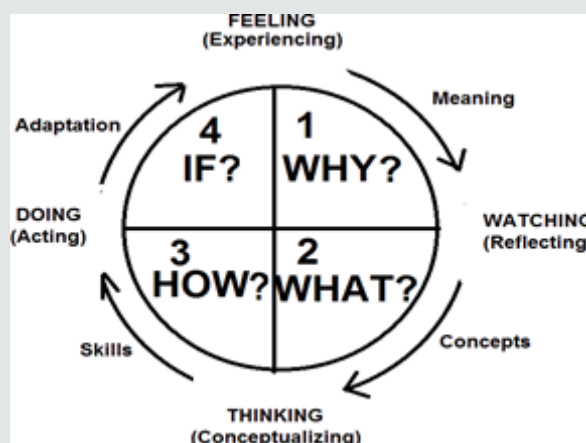 FEELING
(Experiencing)
Meaning
Adaptation
4
IF?
1
WHY?
DOING
(Acting)
WATCHING
(Reflecting
3
HOW?
2
WHAT?
Skills
Concepts
THINKING
(Conceptualizing)